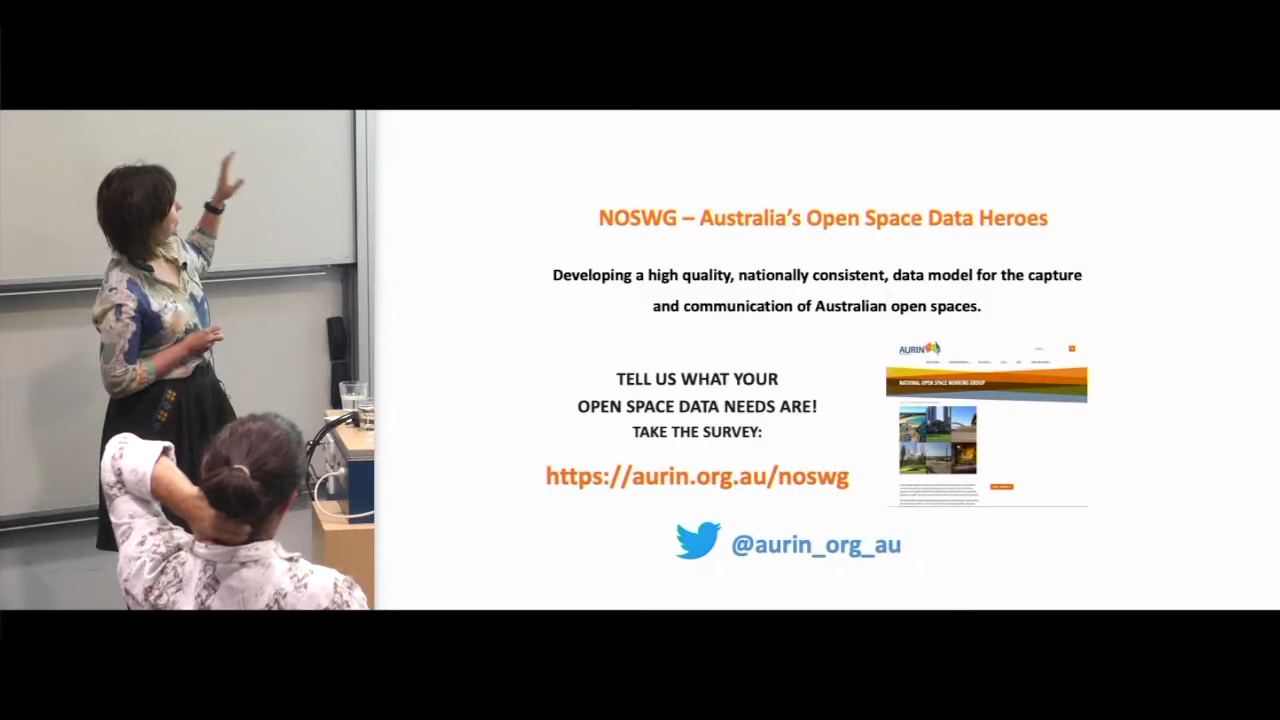 NOSWG – Australia's Open Space Data Heroes
Developing a high quality, nationally consistent, data model for the capture
and communication of Australian open spaces.
AURIN
NATIONAL OPEN SPACE WORKING GROUP
TELL US WHAT YOUR
OPEN SPACE DATA NEEDS ARE!
TAKE THE SURVEY:
https://aurin.org.au/noswg
@aurin_org_au